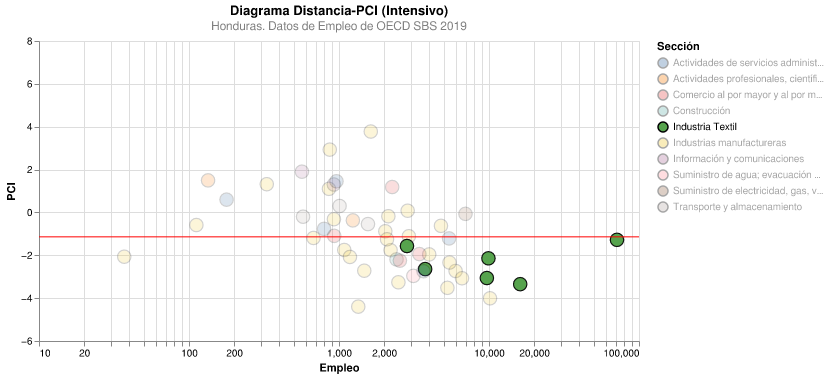 Diagrama Distancia-PCI (Intensivo)
Honduras. Datos de Empleo de OECD SBS 2019
8
6
4
2
0
−2
−4
−6
PCI
10
20
100
200
1,000
2,000
10,000
20,000
100,000
Empleo
Sección
Actividades de servicios administ...
Actividades profesionales, científi...
Comercio al por mayor y al por m...
Construcción
Industria Textil
Industrias manufactureras
Información y comunicaciones
Suministro de agua; evacuación ...
Suministro de electricidad, gas, v...
Transporte y almacenamiento